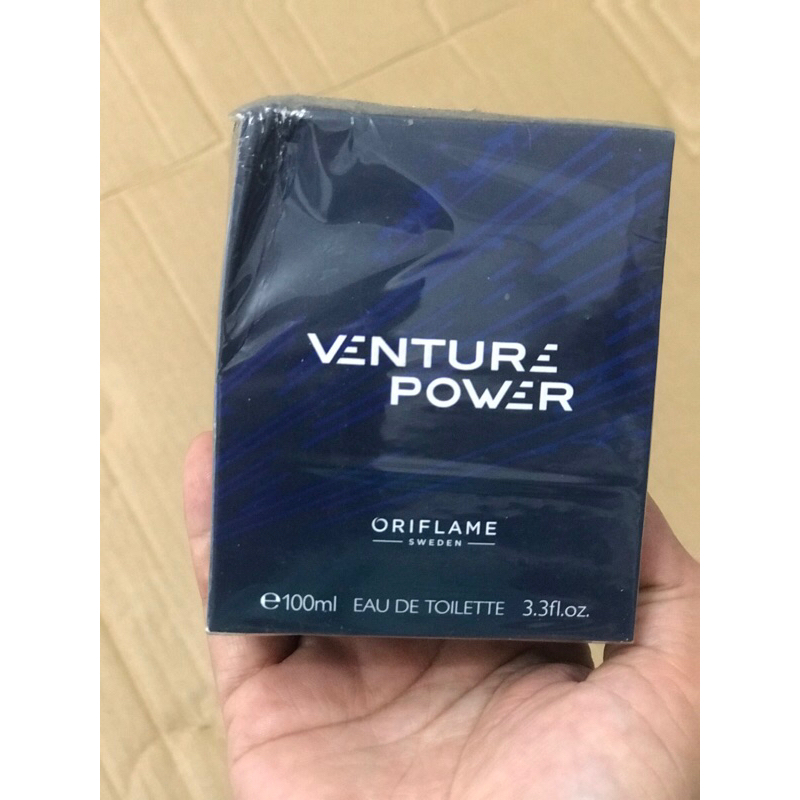 VENTURE
POWER
ORIFLAME
SWEDEN
℮100ml EAU DE TOILETTE 3.3fl.oz.